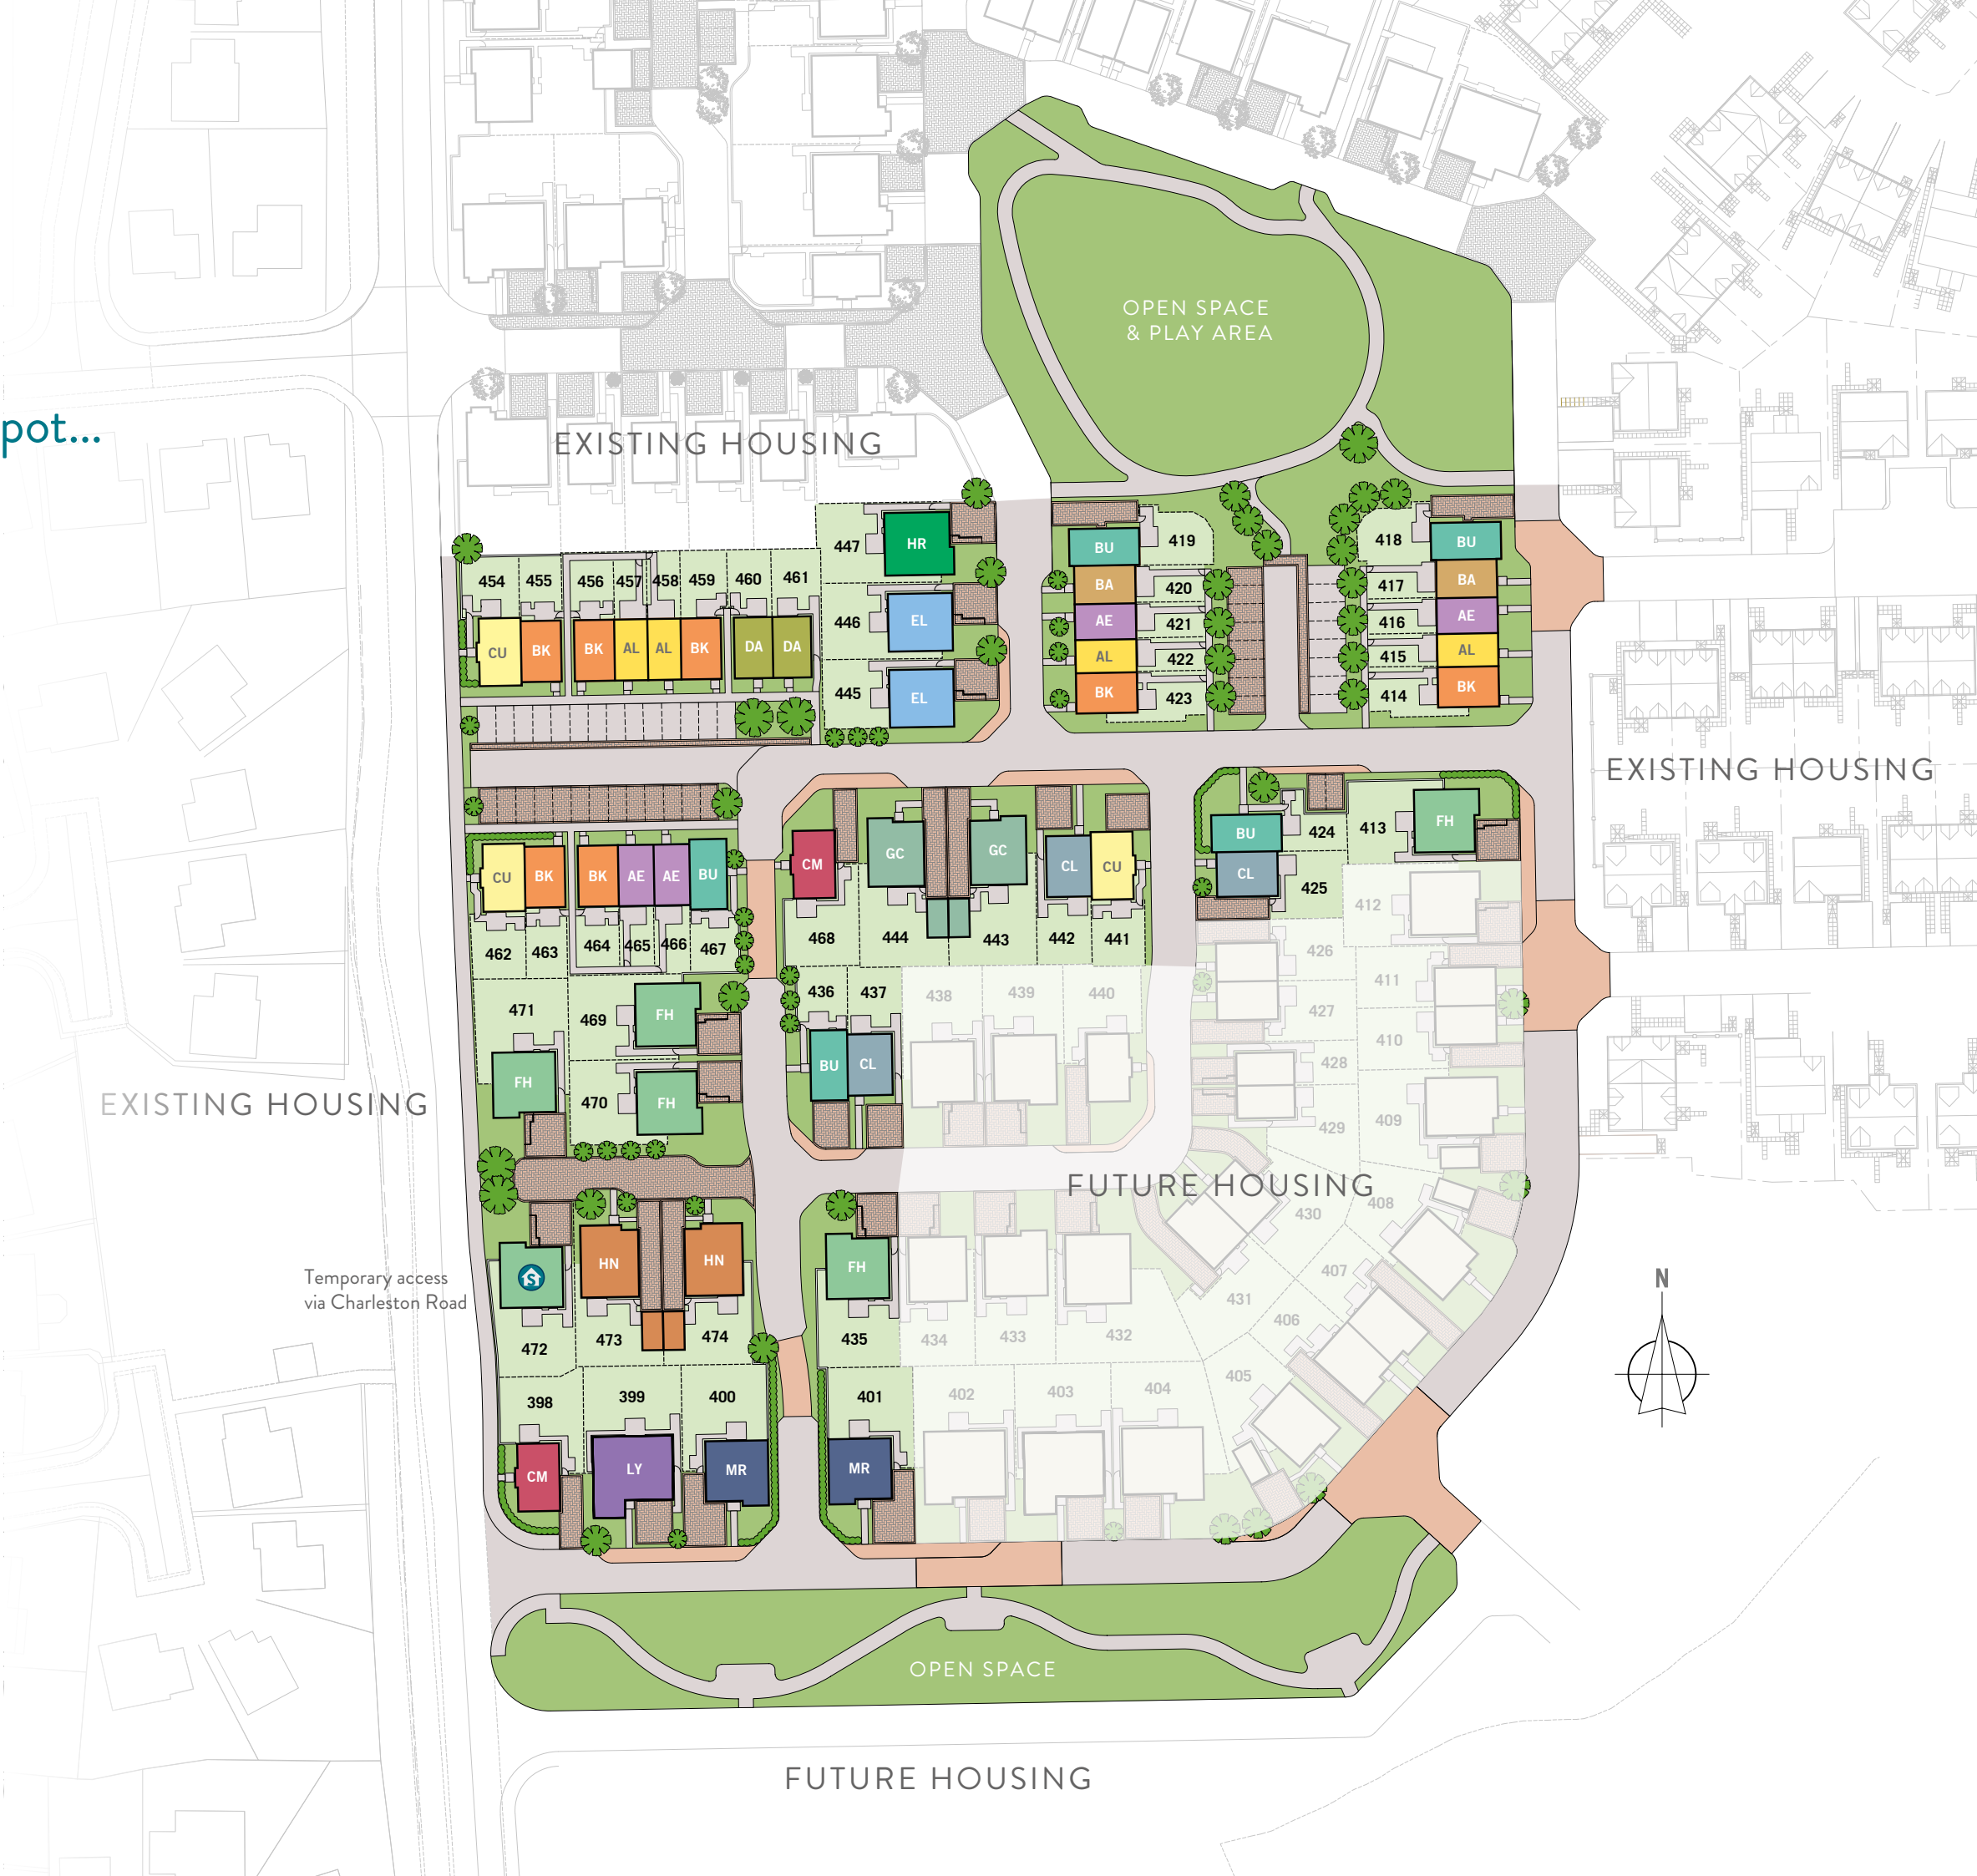 OPEN SPACE
& PLAY AREA
pot...
EXISTING HOUSING
447
HR
419
BU
418
BU
454
455
456
457
458
459
460
461
446
EL
BA
420
417
BA
AE
421
416
AE
CU
BK
BK
AL
AL
BK
DA
DA
AL
422
415
AL
445
EL
BK
423
414
BK
EXISTING HOUSING
CM
GC
GC
CL
CU
BU
424
413
FH
CU
BK
BK
AE
AE
BU
CL
425
412
462
463
464
465
466
467
468
444
443
442
441
426
471
469
FH
436
437
438
439
440
411
427
410
FH
470
FH
BU
CL
428
409
429
EXISTING HOUSING
FUTURE HOUSING
408
430
HN
HN
FH
407
Temporary access
via Charleston Road
S
431
406
N
472
473
474
435
434
433
432
405
398
399
400
401
402
403
404
CM
LY
MR
MR
OPEN SPACE
FUTURE HOUSING